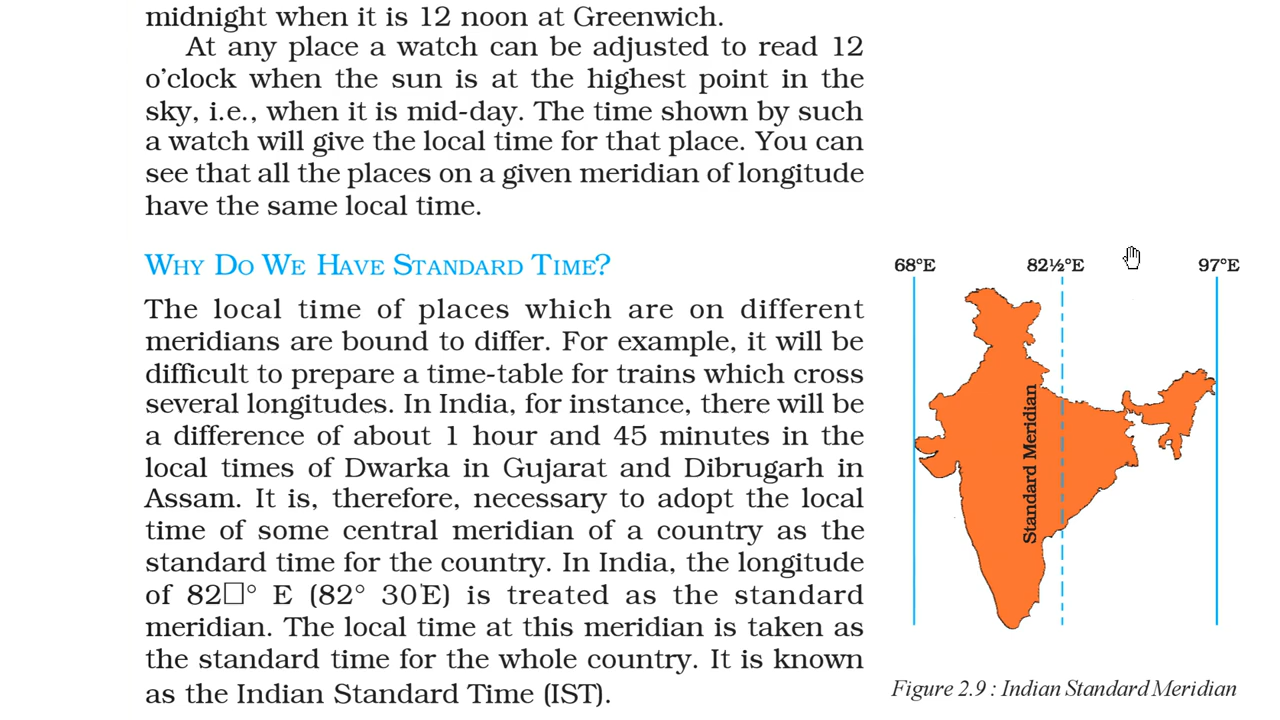 midnight when it is 12 noon at Greenwich.
At any place a watch can be adjusted to read 12
o’clock when the sun is at the highest point in the
sky, i.e., when it is mid-day. The time shown by such
a watch will give the local time for that place. You can
see that all the places on a given meridian of longitude
have the same local time.
WHY DO WE HAVE STANDARD TIME?
The local time of places which are on different
meridians are bound to differ. For example, it will be
difficult to prepare a time-table for trains which cross
several longitudes. In India, for instance, there will be
a difference of about 1 hour and 45 minutes in the
local times of Dwarka in Gujarat and Dibrugarh in
Assam. It is, therefore, necessary to adopt the local
time of some central meridian of a country as the
standard time for the country. In India, the longitude
of 82□° E (82° 30'E) is treated as the standard
meridian. The local time at this meridian is taken as
the standard time for the whole country. It is known
as the Indian Standard Time (IST).
68°E 82½°E 97°E
Standard Meridian
Figure 2.9 : Indian Standard Meridian